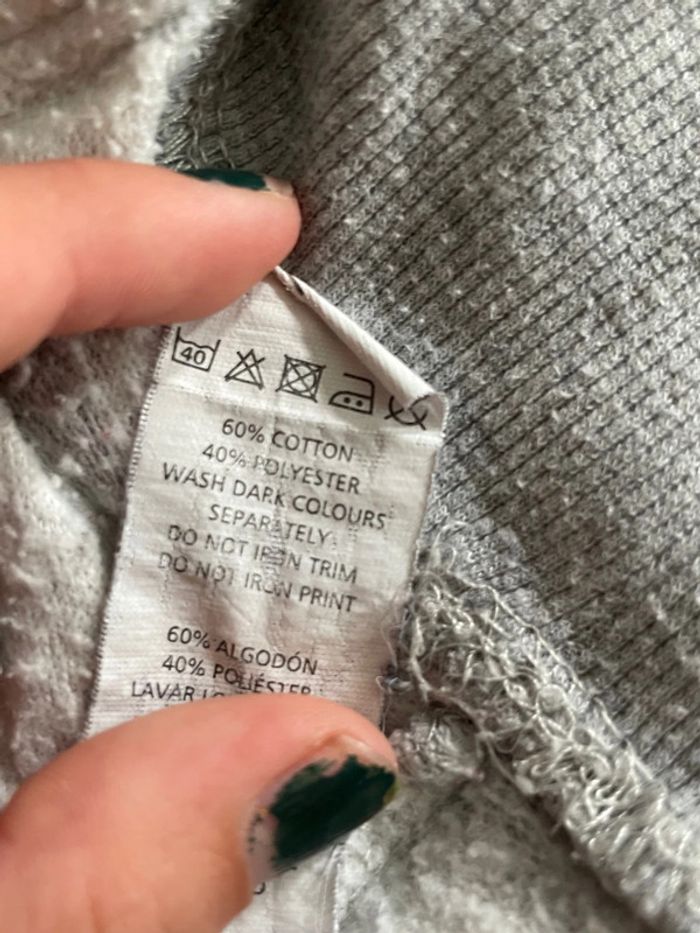 40
60% COTTON
40% POLYESTER
WASH DARK COLOURS
SEPARATELY
DO NOT IRON TRIM
DO NOT IRON PRINT
60% ALGODÓN
40% POLIÉSTER
LAVAR